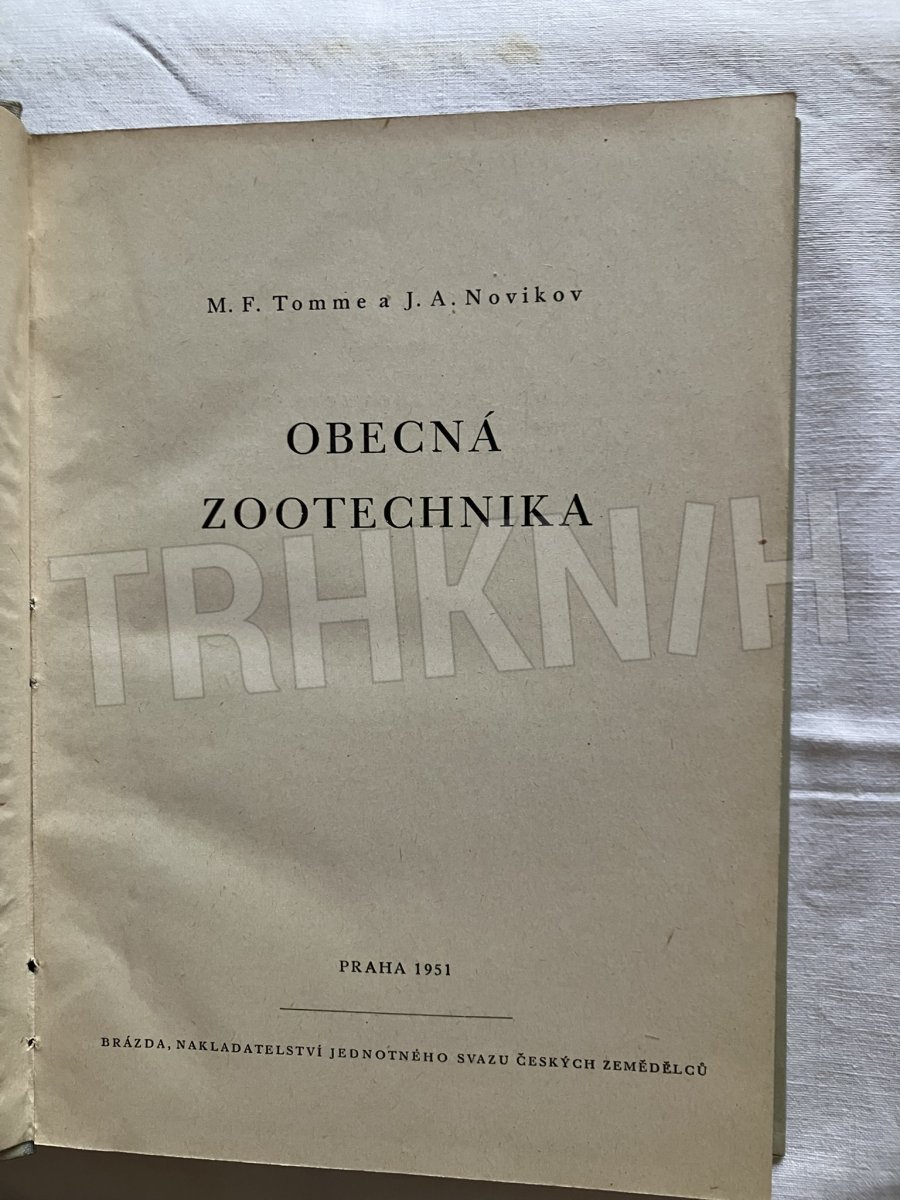 M. F. Tomme a J. A. Novikov
OBECNÁ
ZOOTECHNIKA
TRHKNIH
PRAHA 1951
BRÁZDA, NAKLADATELSTVÍ JEDNOTNÉHO SVAZU ČESKÝCH ZEMĚDĚLCŮ